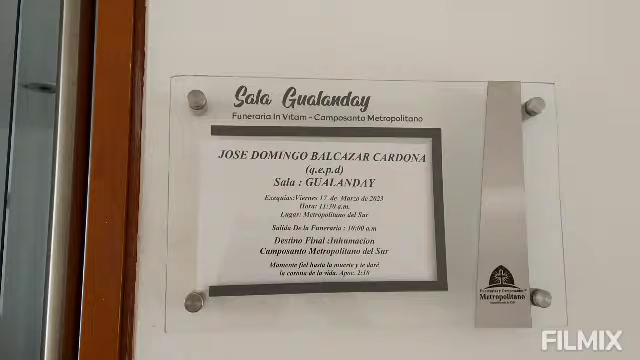 Sala Gualanday
Funeraria In Vitam - Camposanto Metropolitano
JOSE DOMINGO BALCAZAR CARDONA
(q.e.p.d)
Sala : GUALANDAY
Exequias:Viernes 17 de Marzo de 2023
Hora: 11:30 a.m.
Lugar: Metropolitano del Sur
Salida De la Funeraria : 10:00 am
Destino Final :Inhumacion
Camposanto Metropolitano del Sur
Mantente fiel hasta la muerte y te daré
la corona de la vida. Apoc. 2:10
Metropolitano
FILMIX